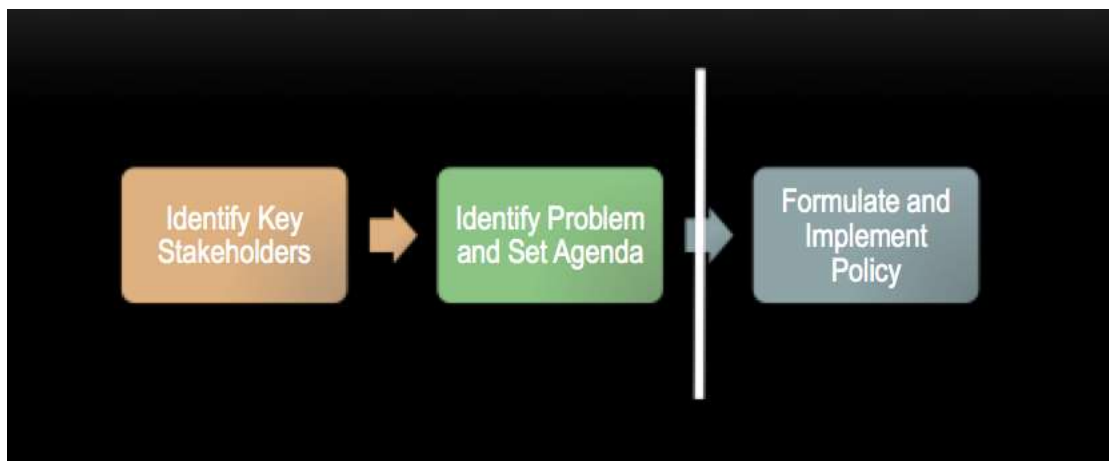 Identify Key
Stakeholders
Identify Problem
and Set Agenda
Formulate and
Implement
Policy